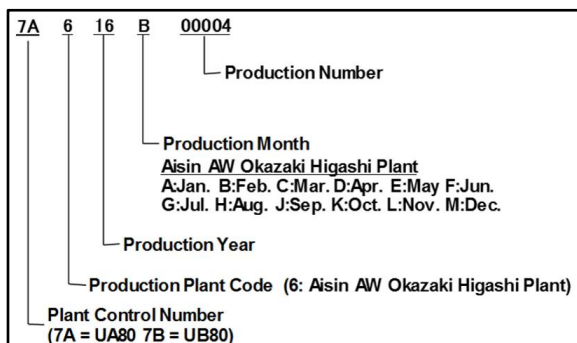 7A 6 16 B 00004
Production Number
Production Month
Aisin AW Okazaki Higashi Plant
A:Jan. B:Feb. C:Mar. D:Apr. E:May F:Jun.
G:Jul. H:Aug. J:Sep. K:Oct. L:Nov. M:Dec.
Production Year
Production Plant Code (6: Aisin AW Okazaki Higashi Plant)
Plant Control Number
(7A = UA80 7B = UB80)